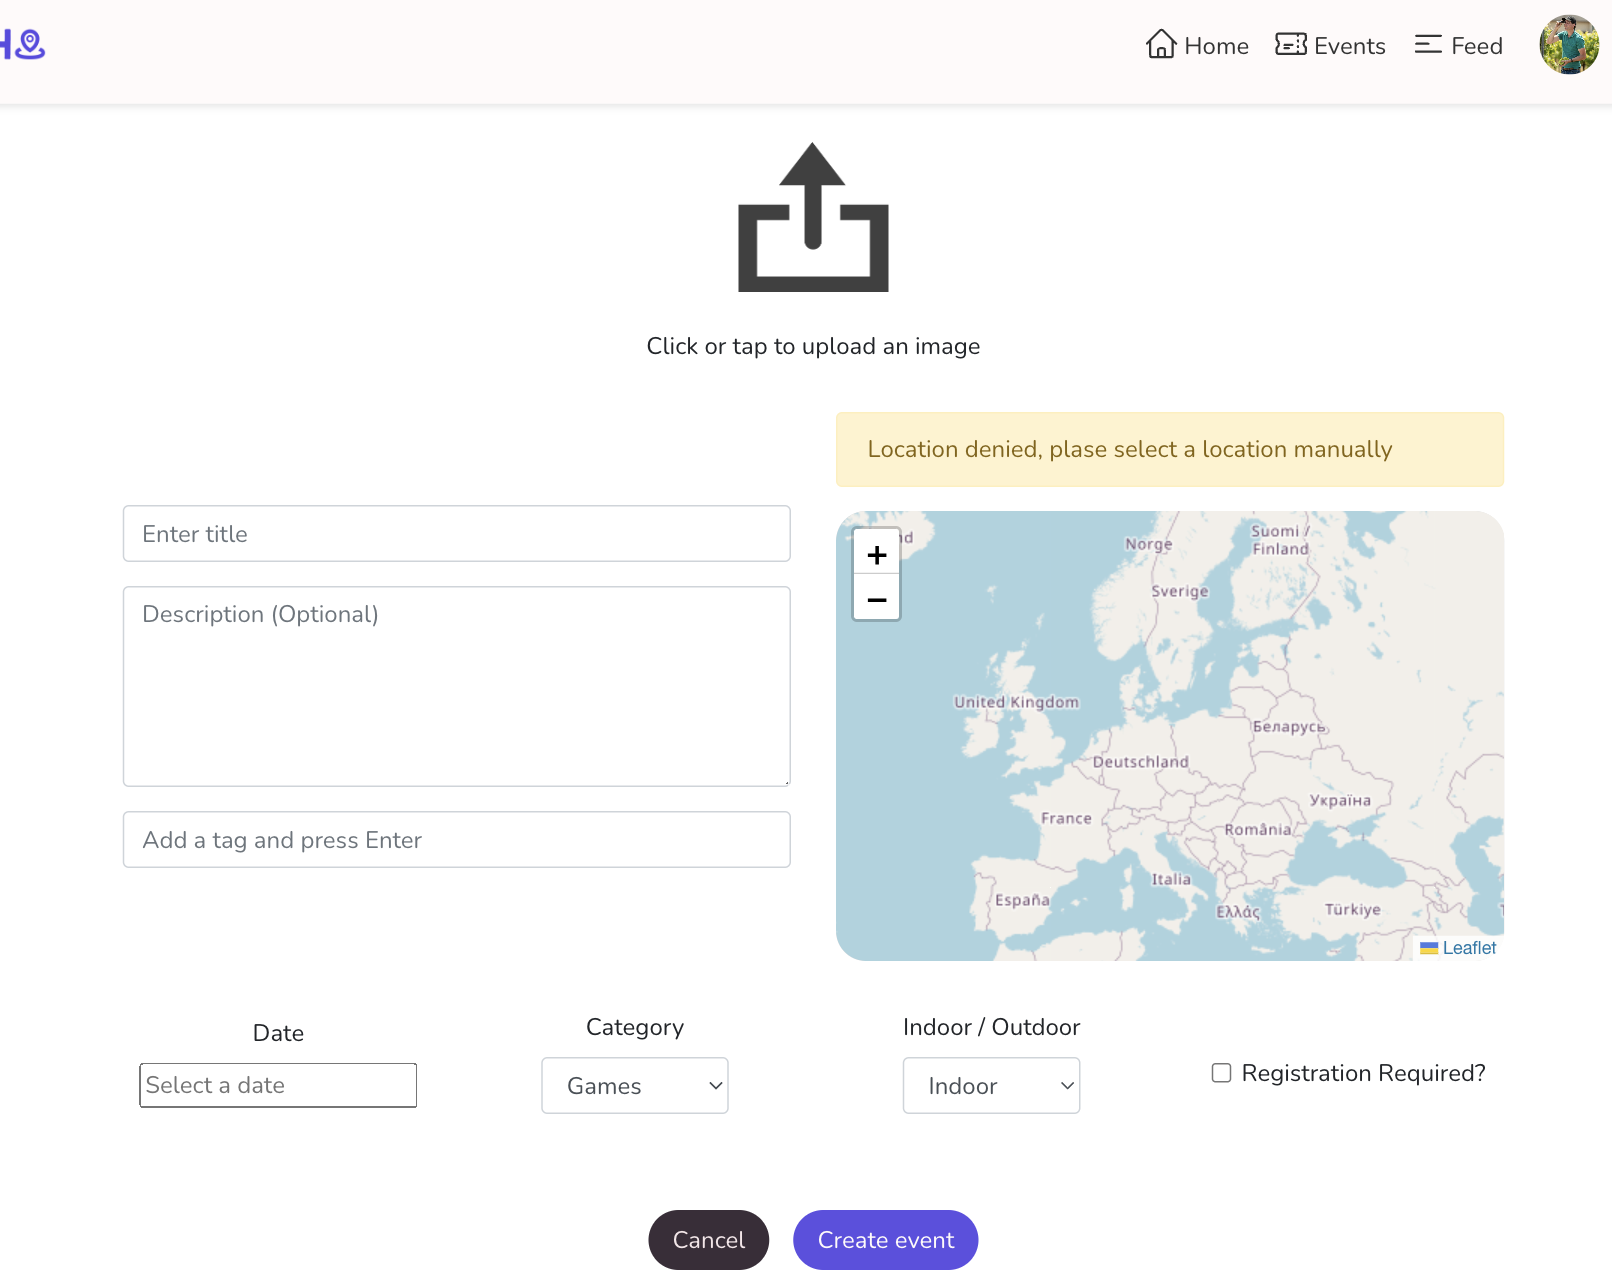 H
Home
Events
Feed
Click or tap to upload an image
Location denied, plase select a location manually
Enter title
Description (Optional)
Add a tag and press Enter
+
−
nd
Norge
Suomi /
Finland
Sverige
United Kingdom
Беларусь
Deutschland
Україна
France
România
Italia
España
Ελλάς
Türkiye
Leaflet
Date
Category
Indoor / Outdoor
Select a date
Games
Indoor
Registration Required?
Cancel
Create event